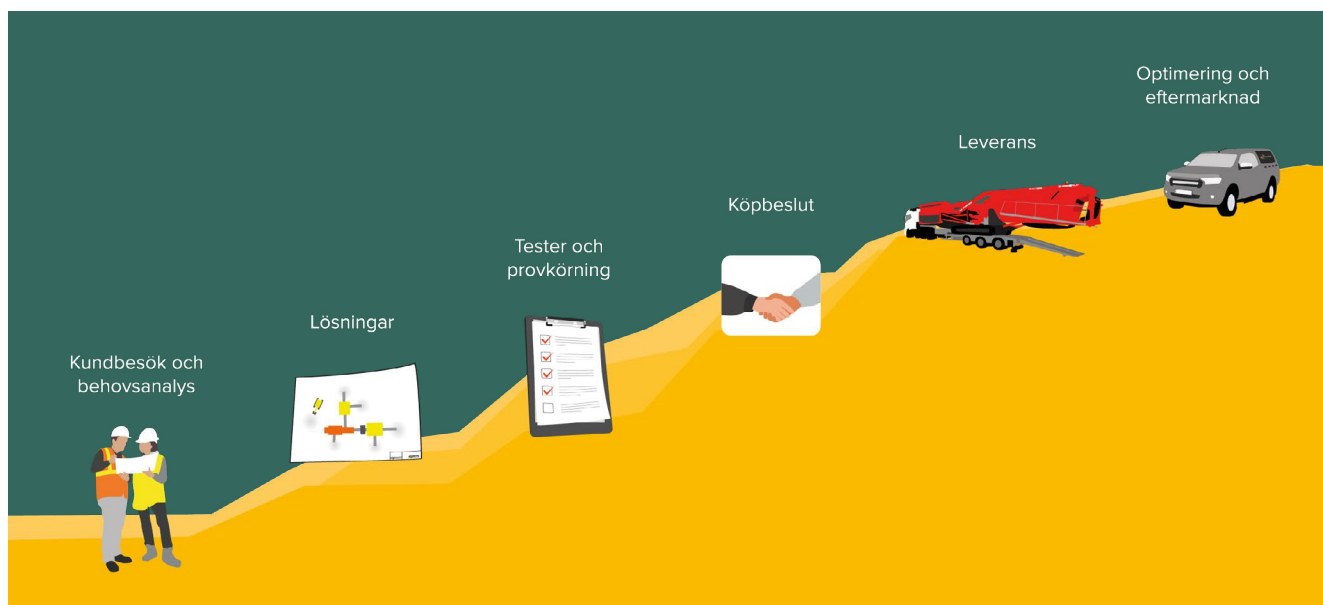 Kundbesök och
behovsanalys
Lösningar
Tester och
provkörning
Köpbeslut
Leverans
Optimering och
eftermarknad